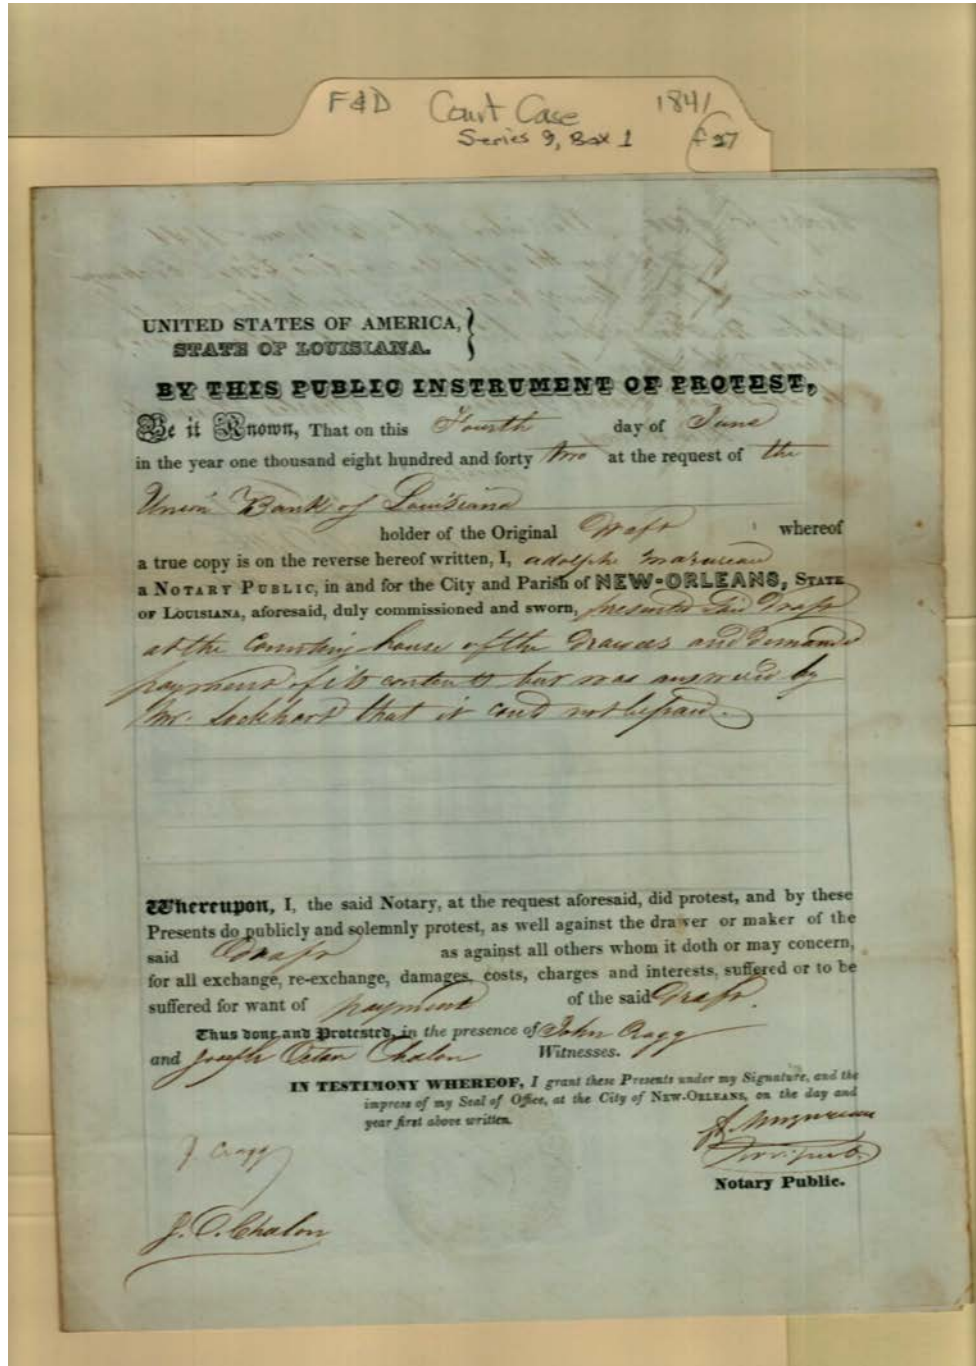 F&D Court Case 1841
Series 9, Box 1 f 27
UNITED STATES OF AMERICA,
STATE OF LOUISIANA.
BY THIS PUBLIC INSTRUMENT OF PROTEST,
Be it Known, That on this Fourth day of June
in the year one thousand eight hundred and forty two at the request of the
Union Bank of Louisiana
holder of the Original Draft whereof
a true copy is on the reverse hereof written, I, adolphe mazureau
a NOTARY PUBLIC, in and for the City and Parish of NEW-ORLEANS, STATE
OF LOUISIANA, aforesaid, duly commissioned and sworn, presented said Draft
at the Counting house of the Drawees and demanded
payment of its contents but was answered by
Mr. Lockhart that it could not be paid.
Whereupon, I, the said Notary, at the request aforesaid, did protest, and by these
Presents do publicly and solemnly protest, as well against the drawer or maker of the
said Draft as against all others whom it doth or may concern,
for all exchange, re-exchange, damages, costs, charges and interests, suffered or to be
suffered for want of payment of the said Draft.
Thus done and Protested, in the presence of John Cragg
and Joseph Octave Chalon Witnesses.
IN TESTIMONY WHEREOF, I grant these Presents under my Signature, and the
impress of my Seal of Office, at the City of NEW-ORLEANS, on the day and
year first above written.
A. Mazureau
J Cragg Not. Pub.
Notary Public.
J. O. Chalon